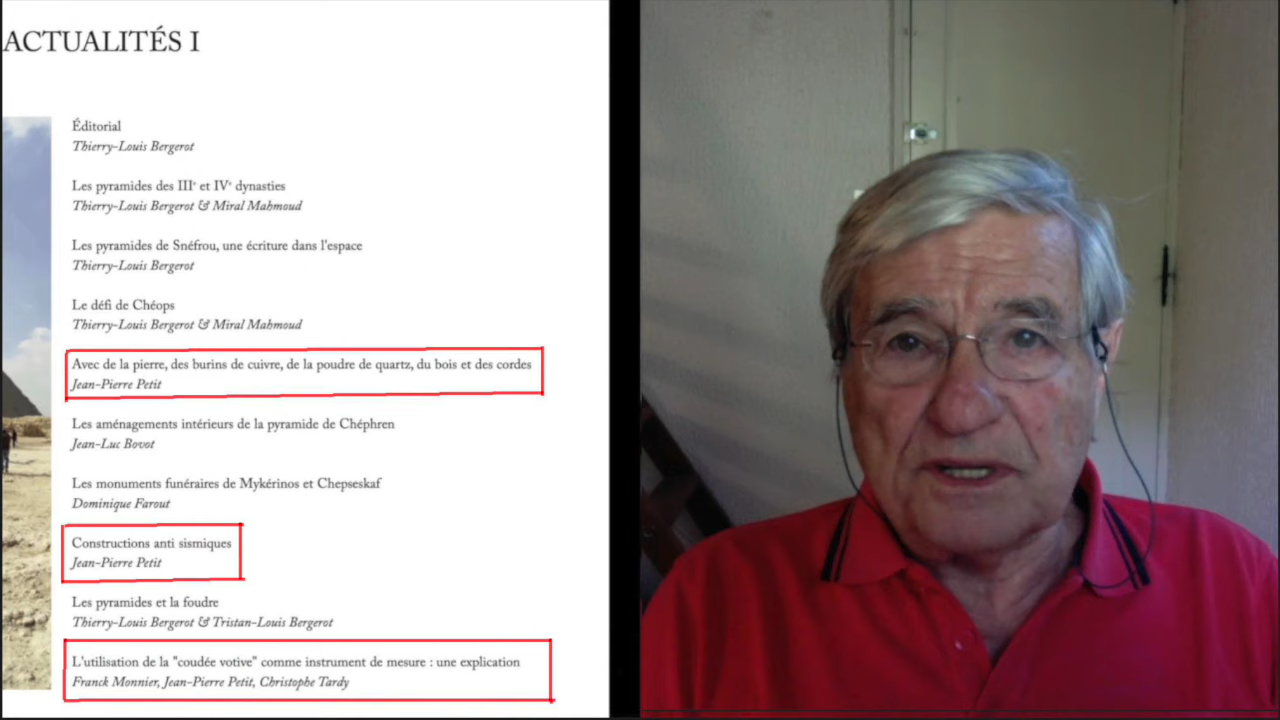 ACTUALITÉS I
Éditorial
Thierry-Louis Bergerot
Les pyramides des IIIᵉ et IVᵉ dynasties
Thierry-Louis Bergerot & Miral Mahmoud
Les pyramides de Snéfrou, une écriture dans l'espace
Thierry-Louis Bergerot
Le défi de Chéops
Thierry-Louis Bergerot & Miral Mahmoud
Avec de la pierre, des burins de cuivre, de la poudre de quartz, du bois et des cordes
Jean-Pierre Petit
Les aménagements intérieurs de la pyramide de Chéphren
Jean-Luc Bovot
Les monuments funéraires de Mykérinos et Chepseskaf
Dominique Farout
Constructions anti sismiques
Jean-Pierre Petit
Les pyramides et la foudre
Thierry-Louis Bergerot & Tristan-Louis Bergerot
L'utilisation de la "coudée votive" comme instrument de mesure : une explication
Franck Monnier, Jean-Pierre Petit, Christophe Tardy